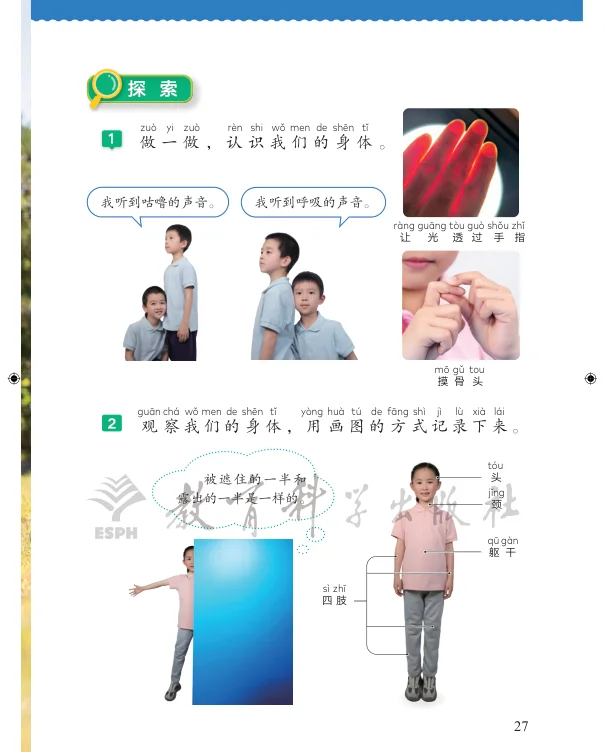 探索
zuò yi zuò rèn shi wǒ men de shēn tǐ
1 做一做，认识我们的身体。
我听到咕噜的声音。
我听到呼吸的声音。
ràng guāng tòu guò shǒu zhǐ
让光透过手指
mō gǔ tou
摸骨头
guān chá wǒ men de shēn tǐ yòng huà tú de fāng shì jì lù xià lái
2 观察我们的身体，用画图的方式记录下来。
被遮住的一半和
露出的一半是一样的。
tóu
头
jǐng
颈
qū gàn
躯干
sì zhī
四肢
ESPH
教育科学出版社
27